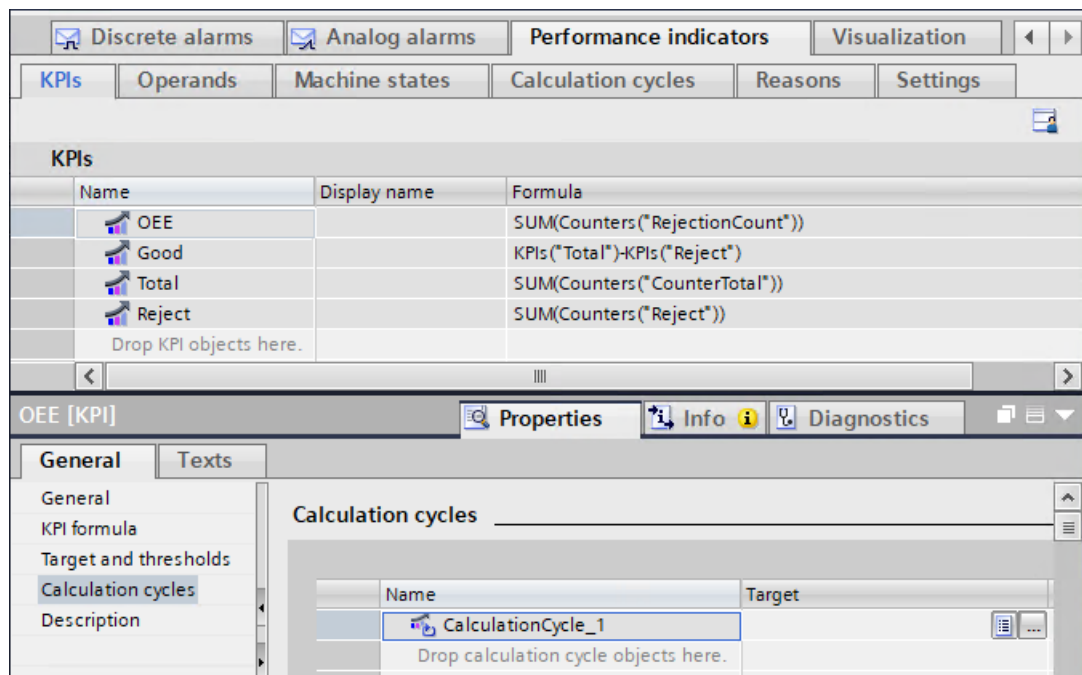 Discrete alarms Analog alarms Performance indicators Visualization
KPIs Operands Machine states Calculation cycles Reasons Settings
KPIs
Name Display name Formula
OEE SUM(Counters("RejectionCount"))
Good KPIs("Total")-KPIs("Reject")
Total SUM(Counters("CounterTotal"))
Reject SUM(Counters("Reject"))
Drop KPI objects here.
OEE [KPI] Properties Info Diagnostics
General Texts
General
KPI formula
Target and thresholds
Calculation cycles
Description
Calculation cycles
Name Target
CalculationCycle_1 ...
Drop calculation cycle objects here.